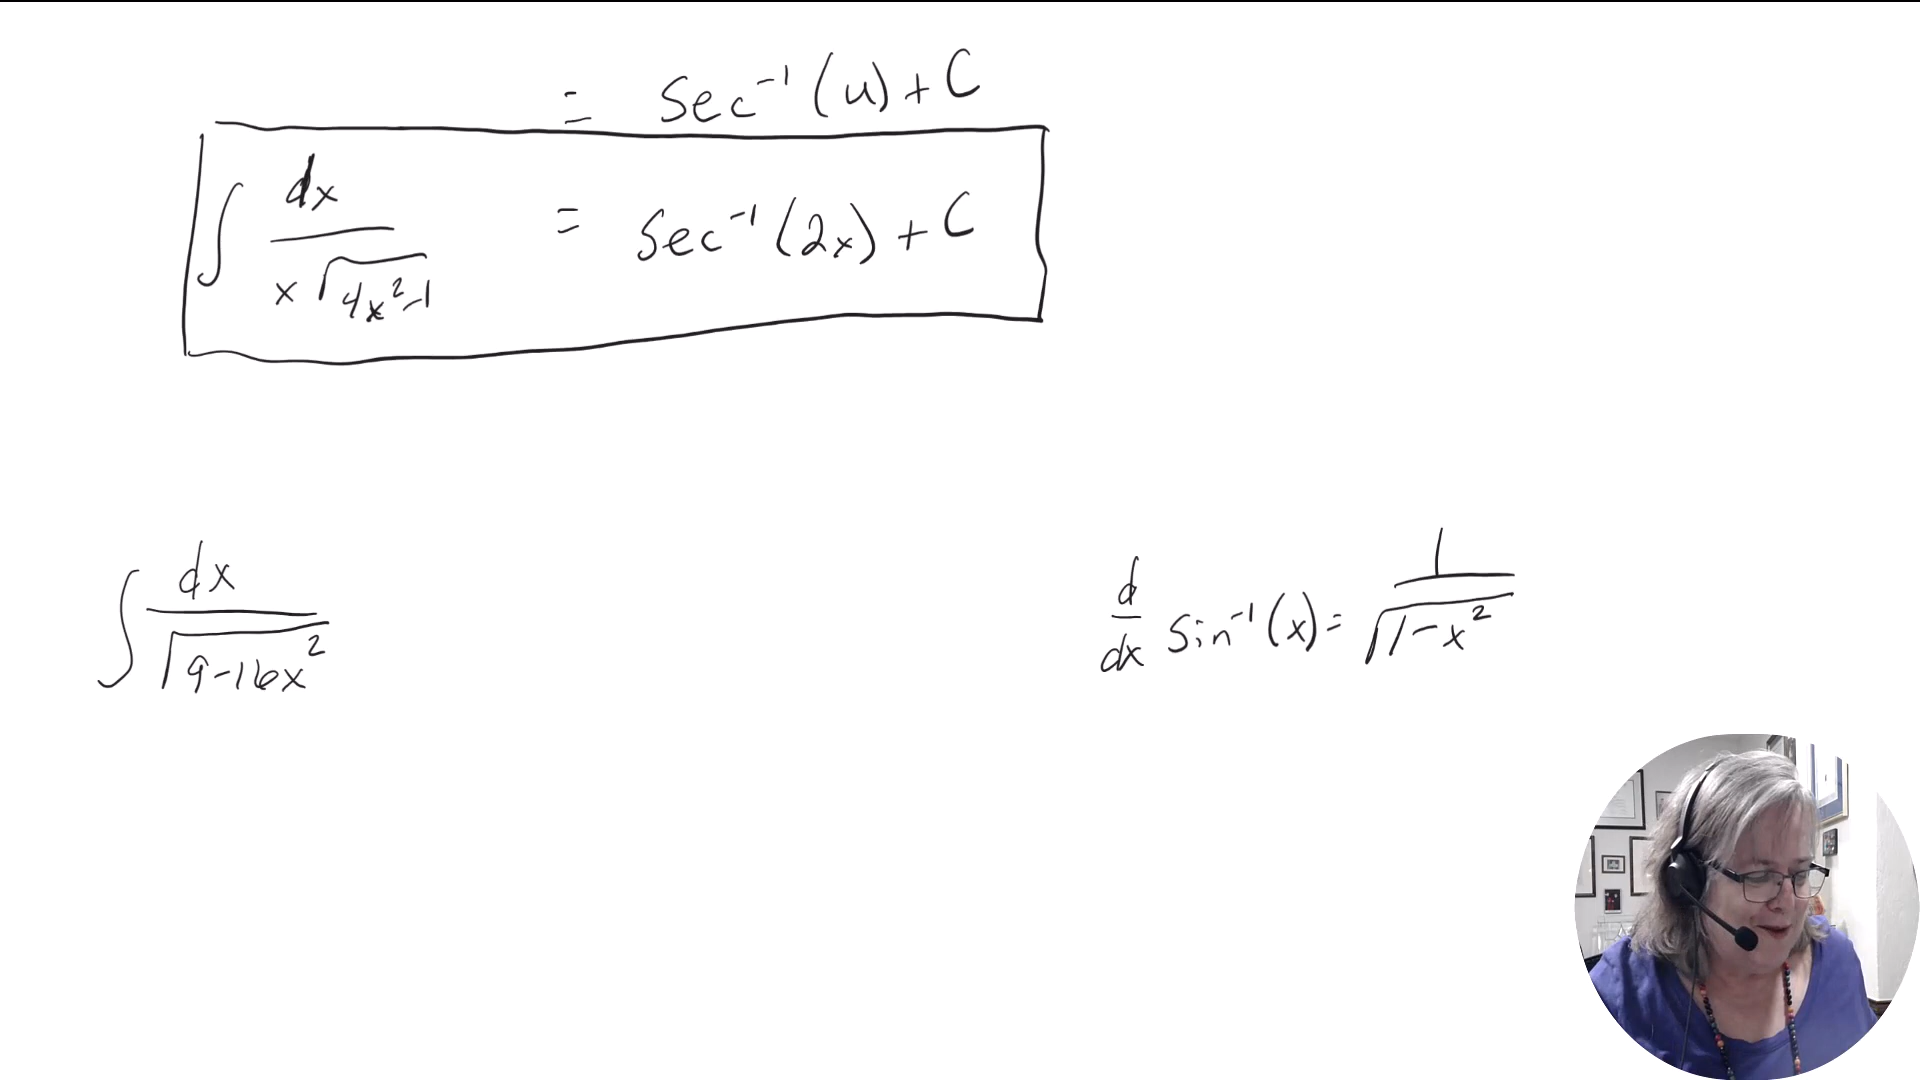 = Sec⁻¹(u) + C
∫ dx / (x√(4x²-1)) = Sec⁻¹(2x) + C
∫ dx / √(9-16x²)
d/dx Sin⁻¹(x) = 1 / √(1-x²)